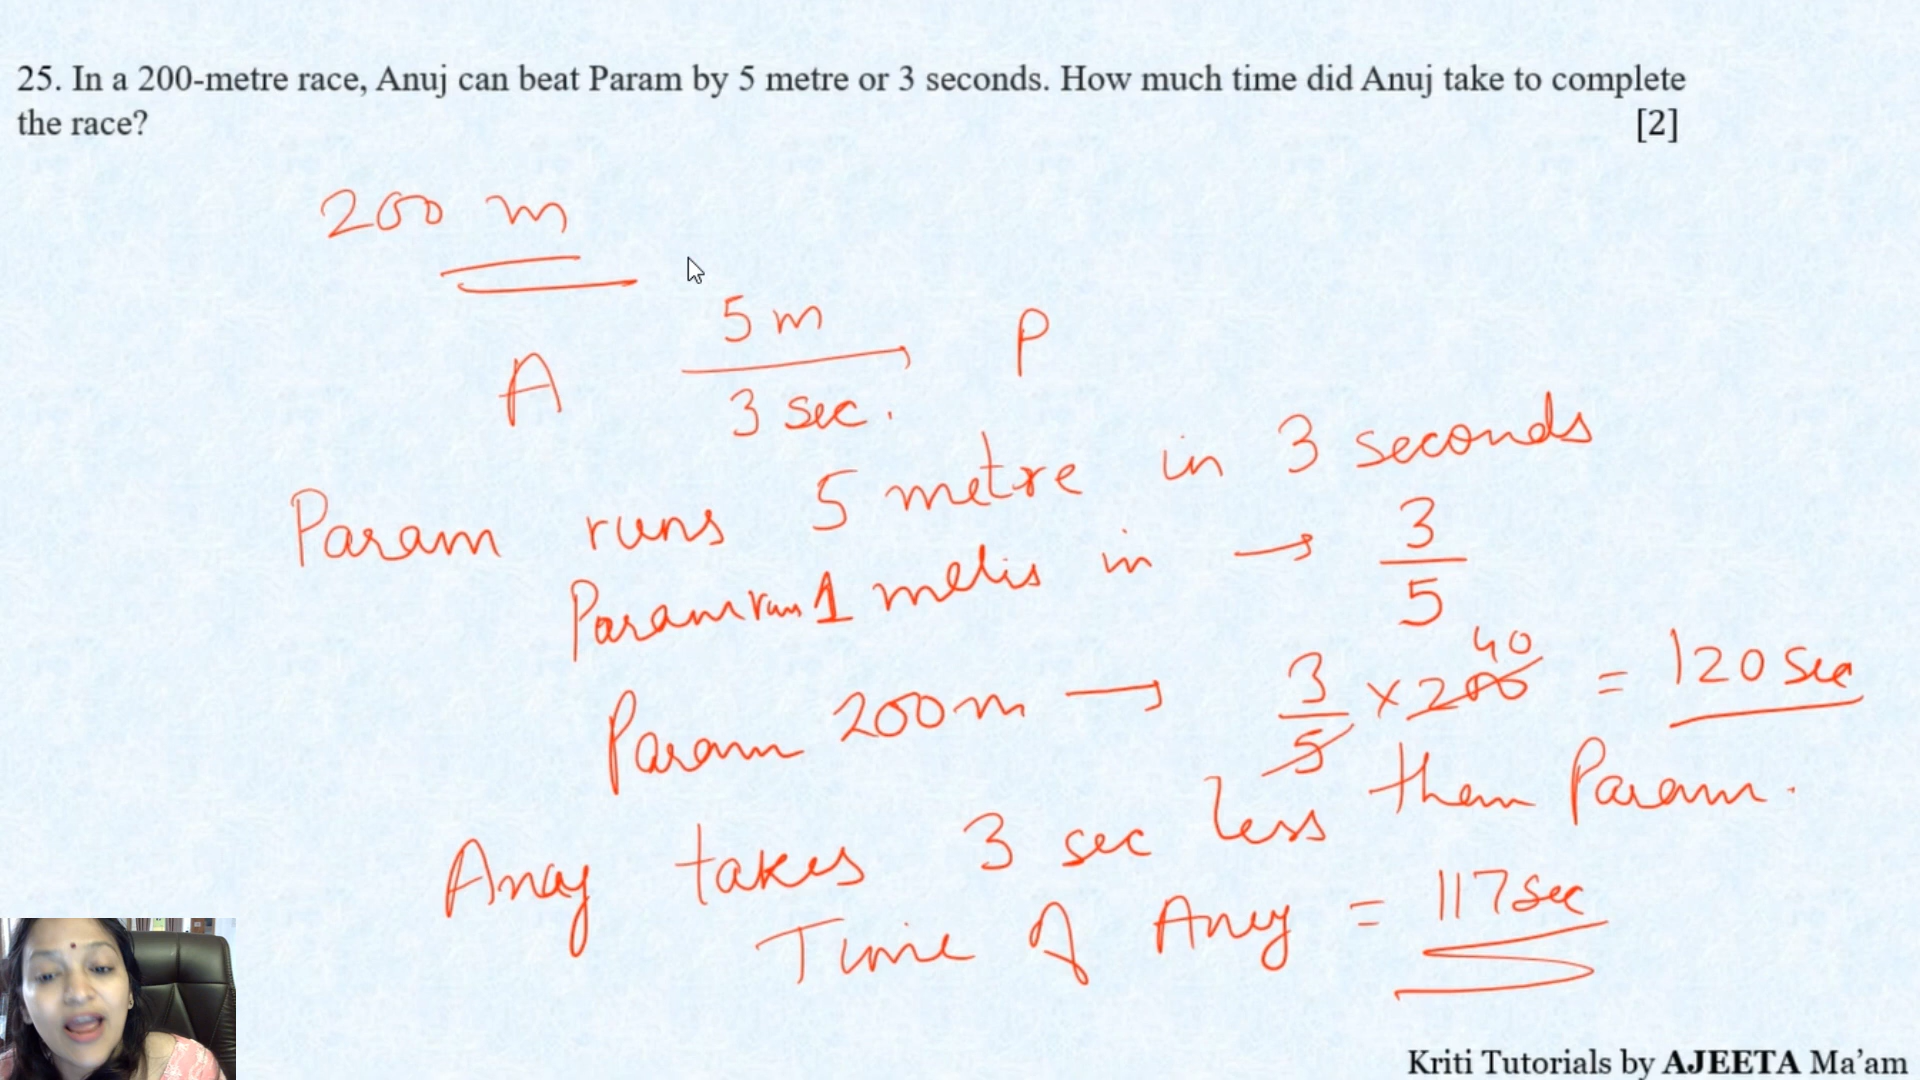 25. In a 200-metre race, Anuj can beat Param by 5 metre or 3 seconds. How much time did Anuj take to complete
the race? [2]
200 m
5 m
A P
3 sec.
Param runs 5 metre in 3 seconds
Param run 1 metre in → 3/5
Param 200m → 3/5 × 200 40 = 120 sec
Anuj takes 3 sec less than Param.
Time of Anuj = 117 sec
Kriti Tutorials by AJEETA Ma'am